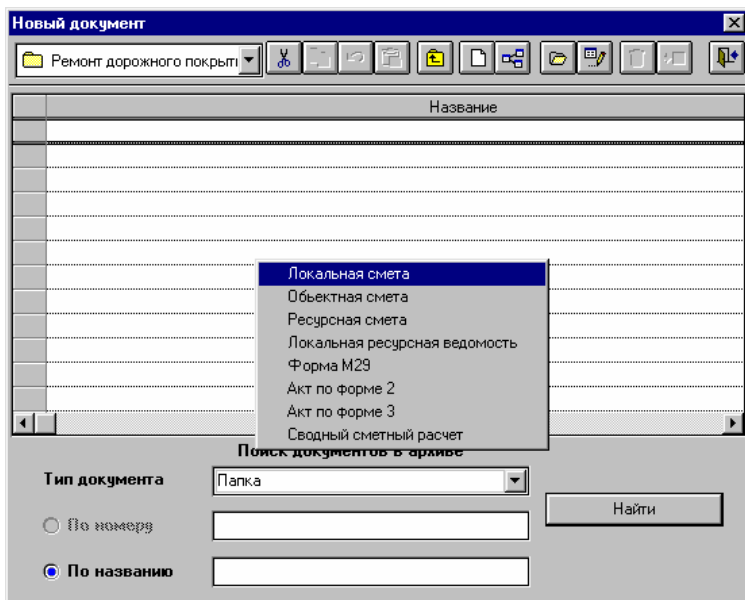 Новый документ
Ремонт дорожного покрыти
Название
Локальная смета
Обьектная смета
Ресурсная смета
Локальная ресурсная ведомость
Форма М29
Акт по форме 2
Акт по форме 3
Сводный сметный расчет
Поиск документов в архиве
Тип документа
Папка
Найти
По номеру
По названию